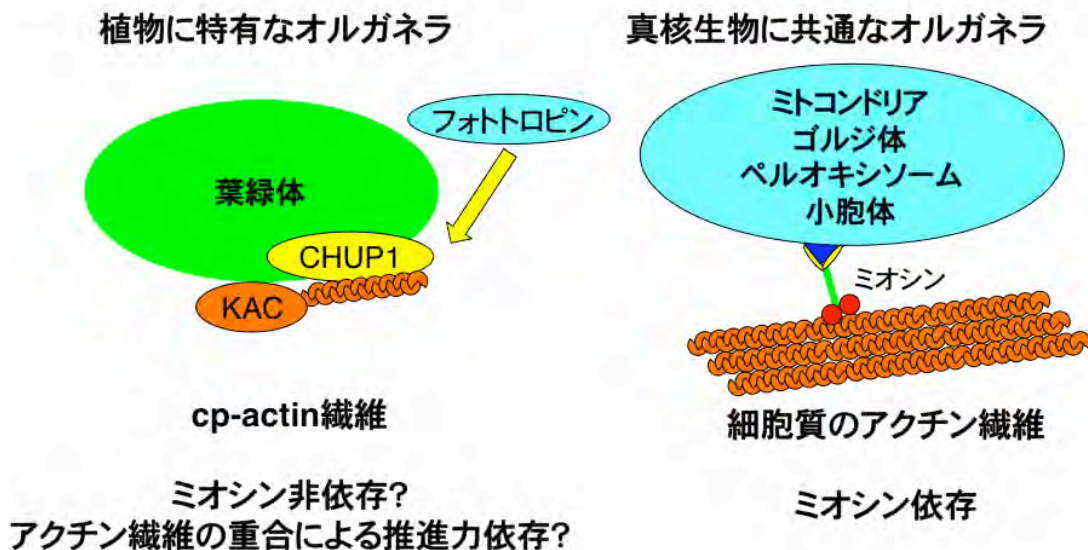 植物に特有なオルガネラ
フォトトロピン
葉緑体
CHUP1
KAC
cp-actin繊維
ミオシン非依存?
アクチン繊維の重合による推進力依存?
真核生物に共通なオルガネラ
ミトコンドリア
ゴルジ体
ペルオキシソーム
小胞体
ミオシン
細胞質のアクチン繊維
ミオシン依存